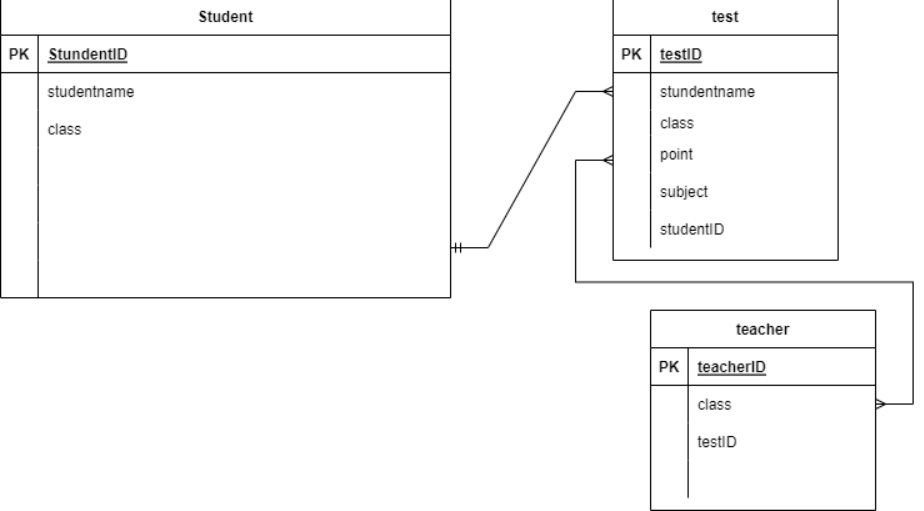 Student
PK StundentID
studentname
class
test
PK testID
stundentname
class
point
subject
studentID
teacher
PK teacherID
class
testID